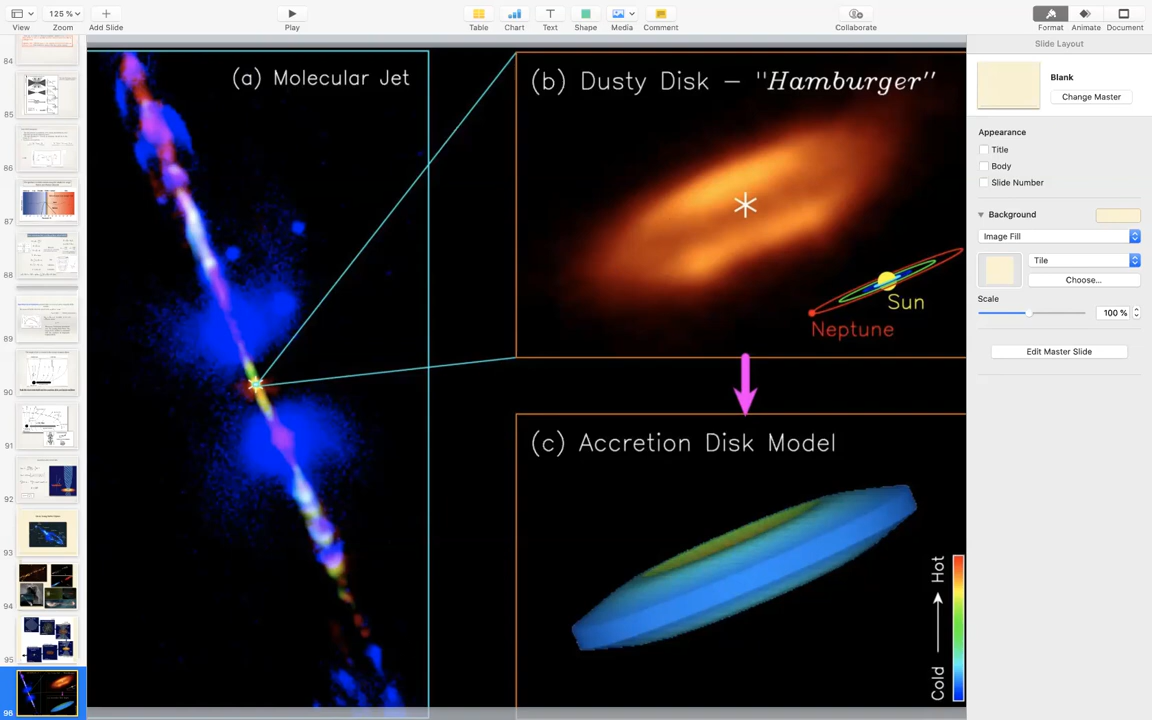 125 %
View Zoom Add Slide Play Table Chart Text Shape Media Comment Collaborate Format Animate Document
84
85
86
87
88
89
90
91
92
93
94
95
96
(a) Molecular Jet
(b) Dusty Disk – "Hamburger"
Sun
Neptune
(c) Accretion Disk Model
Cold
Hot
Slide Layout
Blank
Change Master
Appearance
Title
Body
Slide Number
Background
Image Fill
Tile
Choose...
Scale
100 %
Edit Master Slide